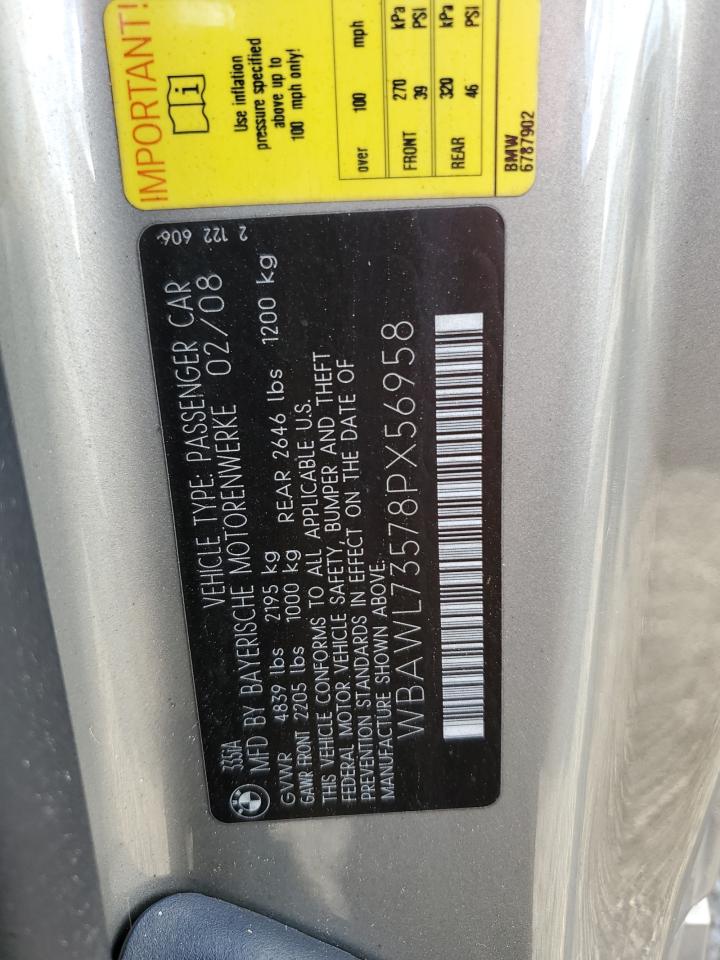 IMPORTANT!
i
Use inflation
pressure specified
above up to
100 mph only!
over 100 mph
kPa
PSI
FRONT 270
39
kPa
PSI
REAR 320
46
BMW
6787902
2 122 606
335iA
VEHICLE TYPE: PASSENGER CAR
MFD BY BAYERISCHE MOTORENWERKE 02/08
GVWR 4839 lbs 2195 kg
GAWR FRONT 2205 lbs 1000 kg REAR 2646 lbs 1200 kg
THIS VEHICLE CONFORMS TO ALL APPLICABLE U.S.
FEDERAL MOTOR VEHICLE SAFETY, BUMPER AND THEFT
PREVENTION STANDARDS IN EFFECT ON THE DATE OF
MANUFACTURE SHOWN ABOVE.
WBAWL73578PX56958